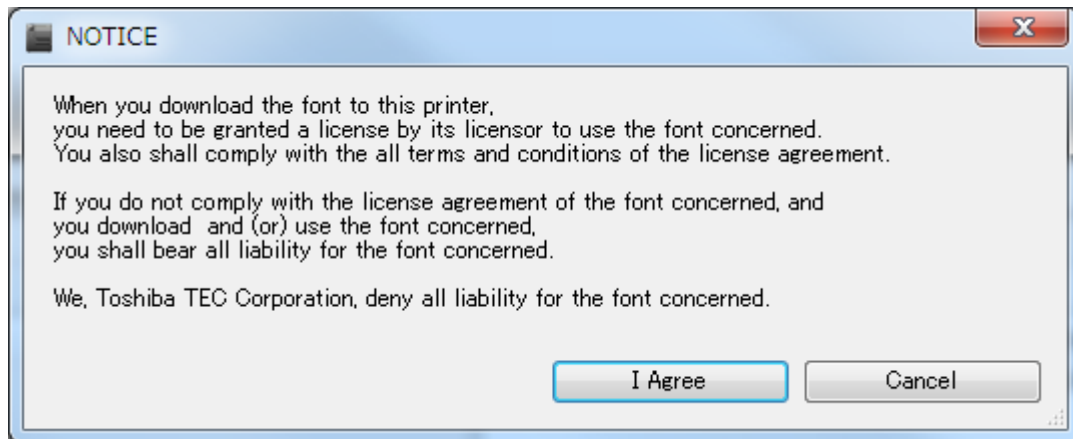 NOTICE
When you download the font to this printer,
you need to be granted a license by its licensor to use the font concerned.
You also shall comply with the all terms and conditions of the license agreement.
If you do not comply with the license agreement of the font concerned, and
you download  and (or) use the font concerned,
you shall bear all liability for the font concerned.
We, Toshiba TEC Corporation, deny all liability for the font concerned.
I Agree
Cancel